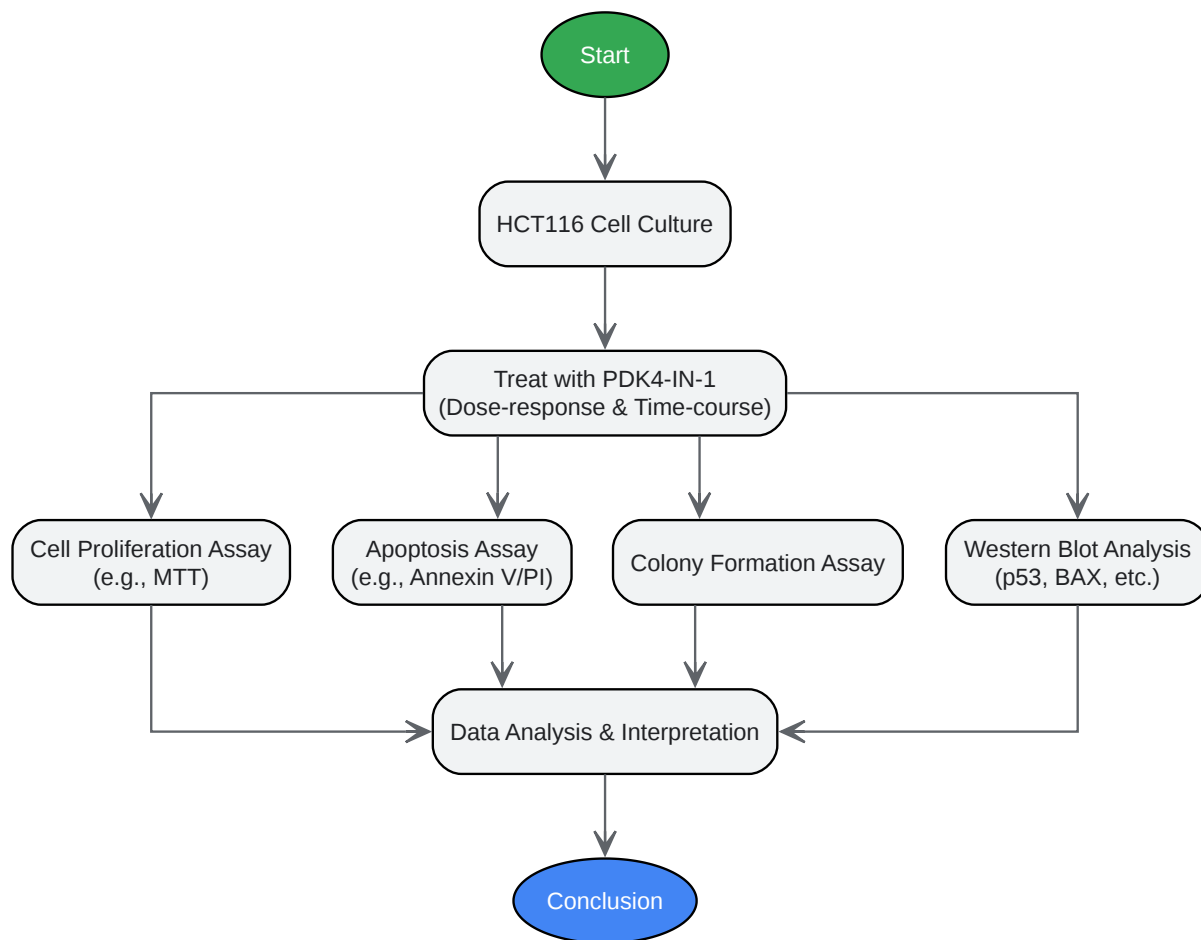 Start
HCT116 Cell Culture
Treat with PDK4-IN-1
(Dose-response & Time-course)
Cell Proliferation Assay
(e.g., MTT)
Apoptosis Assay
(e.g., Annexin V/PI)
Colony Formation Assay
Western Blot Analysis
(p53, BAX, etc.)
Data Analysis & Interpretation
Conclusion